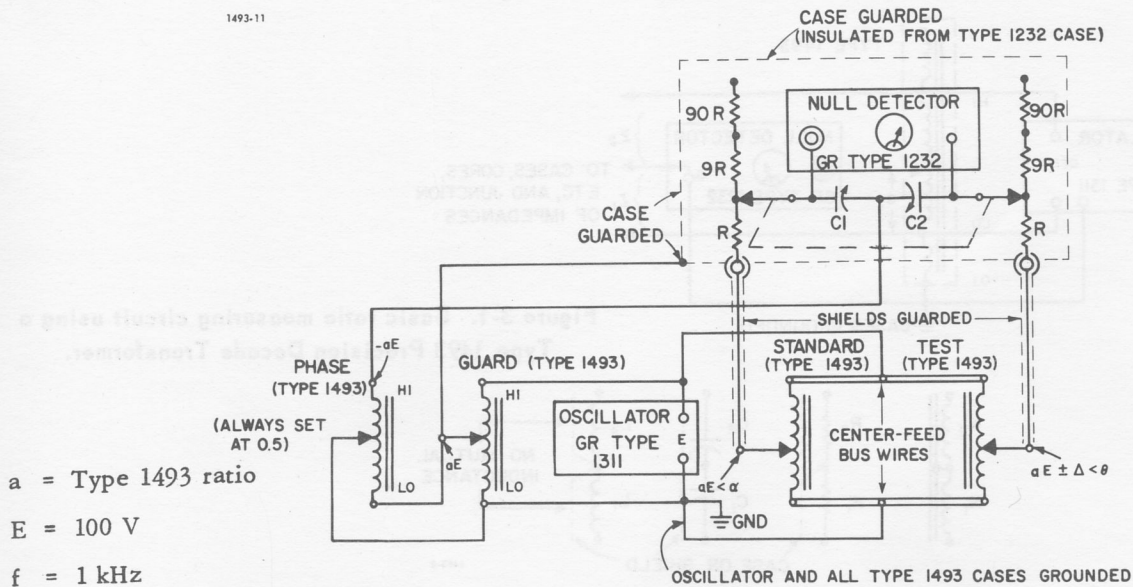 1493-11
CASE GUARDED
(INSULATED FROM TYPE 1232 CASE)
90R
NULL DETECTOR
90R
9R
GR TYPE 1232
9R
CASE
GUARDED
R
C1
C2
R
SHIELDS GUARDED
-aE
PHASE
(TYPE 1493)
GUARD (TYPE 1493)
STANDARD
(TYPE 1493)
TEST
(TYPE 1493)
HI
HI
(ALWAYS SET
AT 0.5)
OSCILLATOR
GR TYPE
1311
E
CENTER-FEED
BUS WIRES
aE
LO
LO
aE<α
aE ± Δ<θ
GND
OSCILLATOR AND ALL TYPE 1493 CASES GROUNDED
a = Type 1493 ratio
E = 100 V
f = 1 kHz